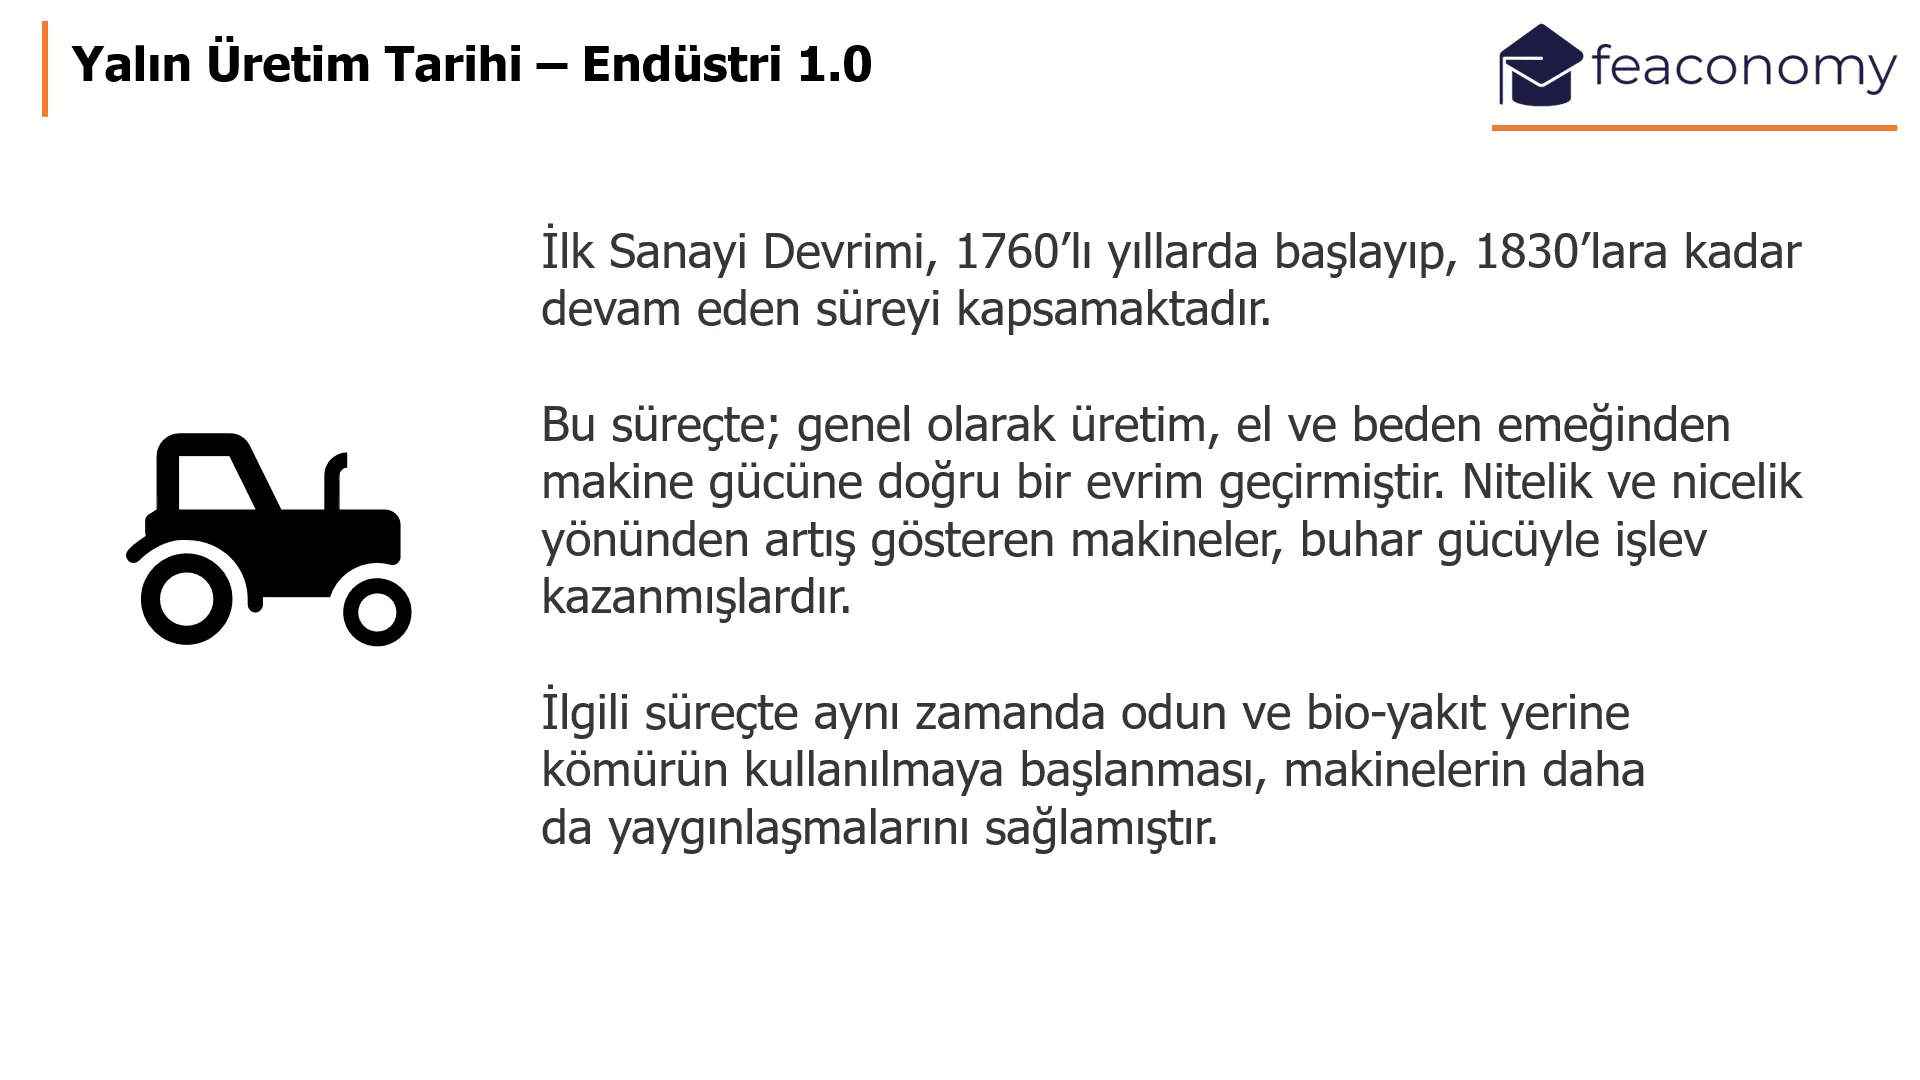 Yalın Üretim Tarihi – Endüstri 1.0
feaconomy
İlk Sanayi Devrimi, 1760’lı yıllarda başlayıp, 1830’lara kadar
devam eden süreyi kapsamaktadır.
Bu süreçte; genel olarak üretim, el ve beden emeğinden
makine gücüne doğru bir evrim geçirmiştir. Nitelik ve nicelik
yönünden artış gösteren makineler, buhar gücüyle işlev
kazanmışlardır.
İlgili süreçte aynı zamanda odun ve bio-yakıt yerine
kömürün kullanılmaya başlanması, makinelerin daha
da yaygınlaşmalarını sağlamıştır.